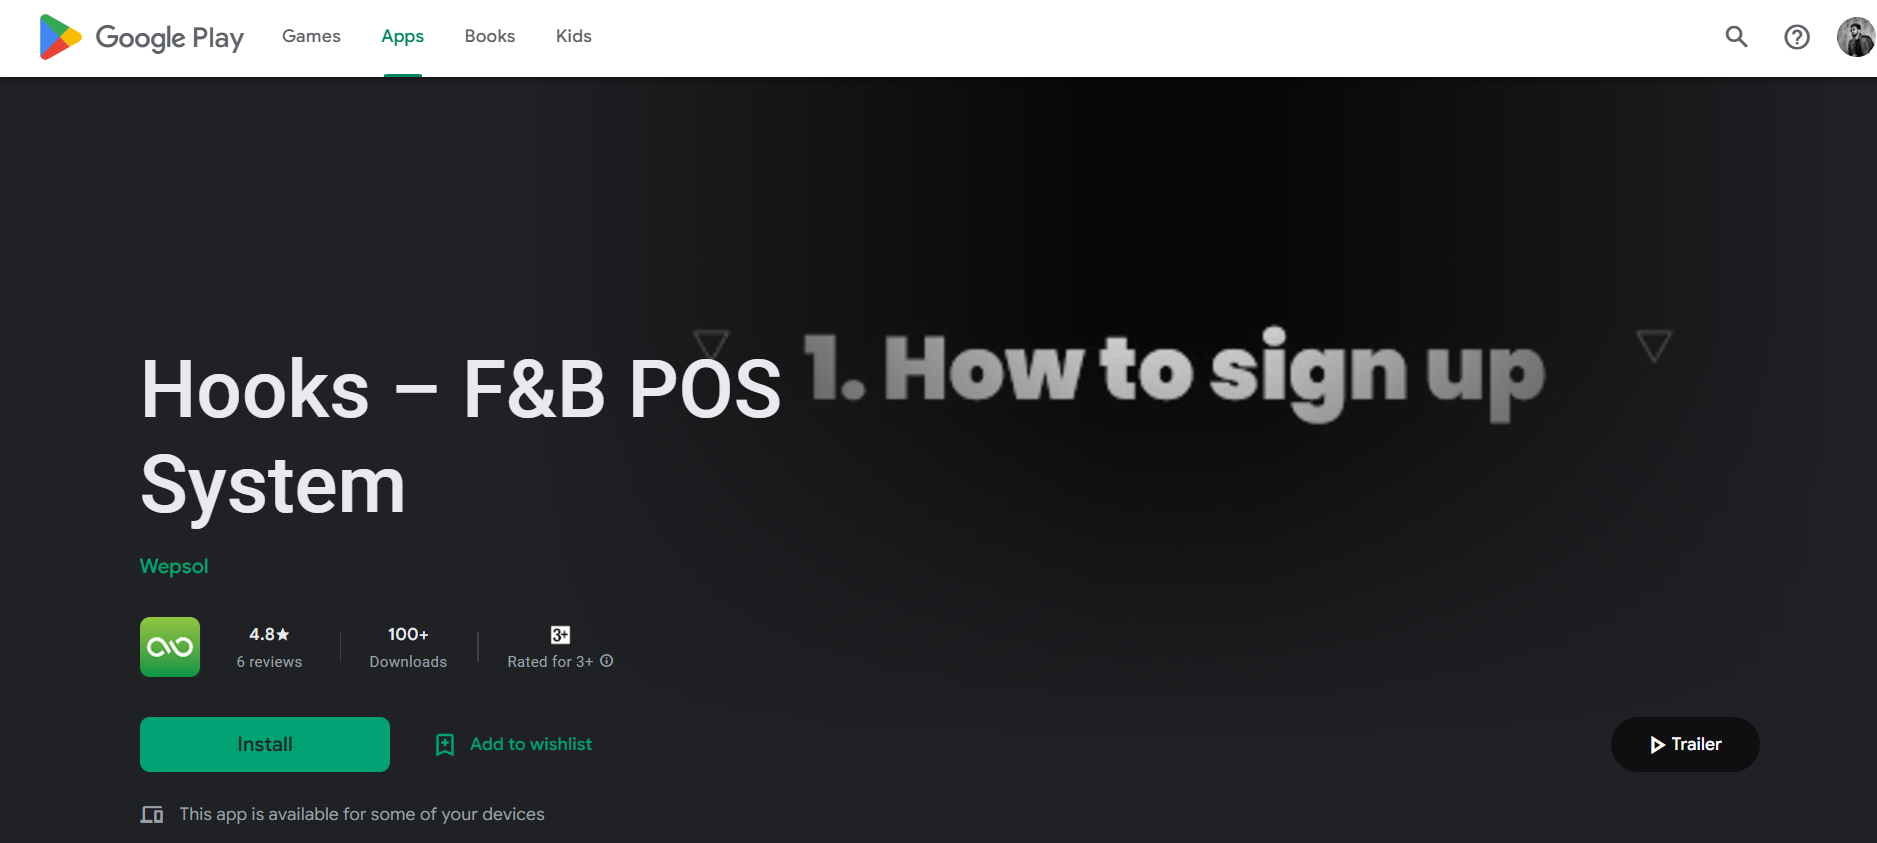 Google Play Games Apps Books Kids
1. How to sign up
Hooks – F&B POS
System
Wepsol
4.8★ 100+ 3+
6 reviews Downloads Rated for 3+
Install Add to wishlist Trailer
This app is available for some of your devices